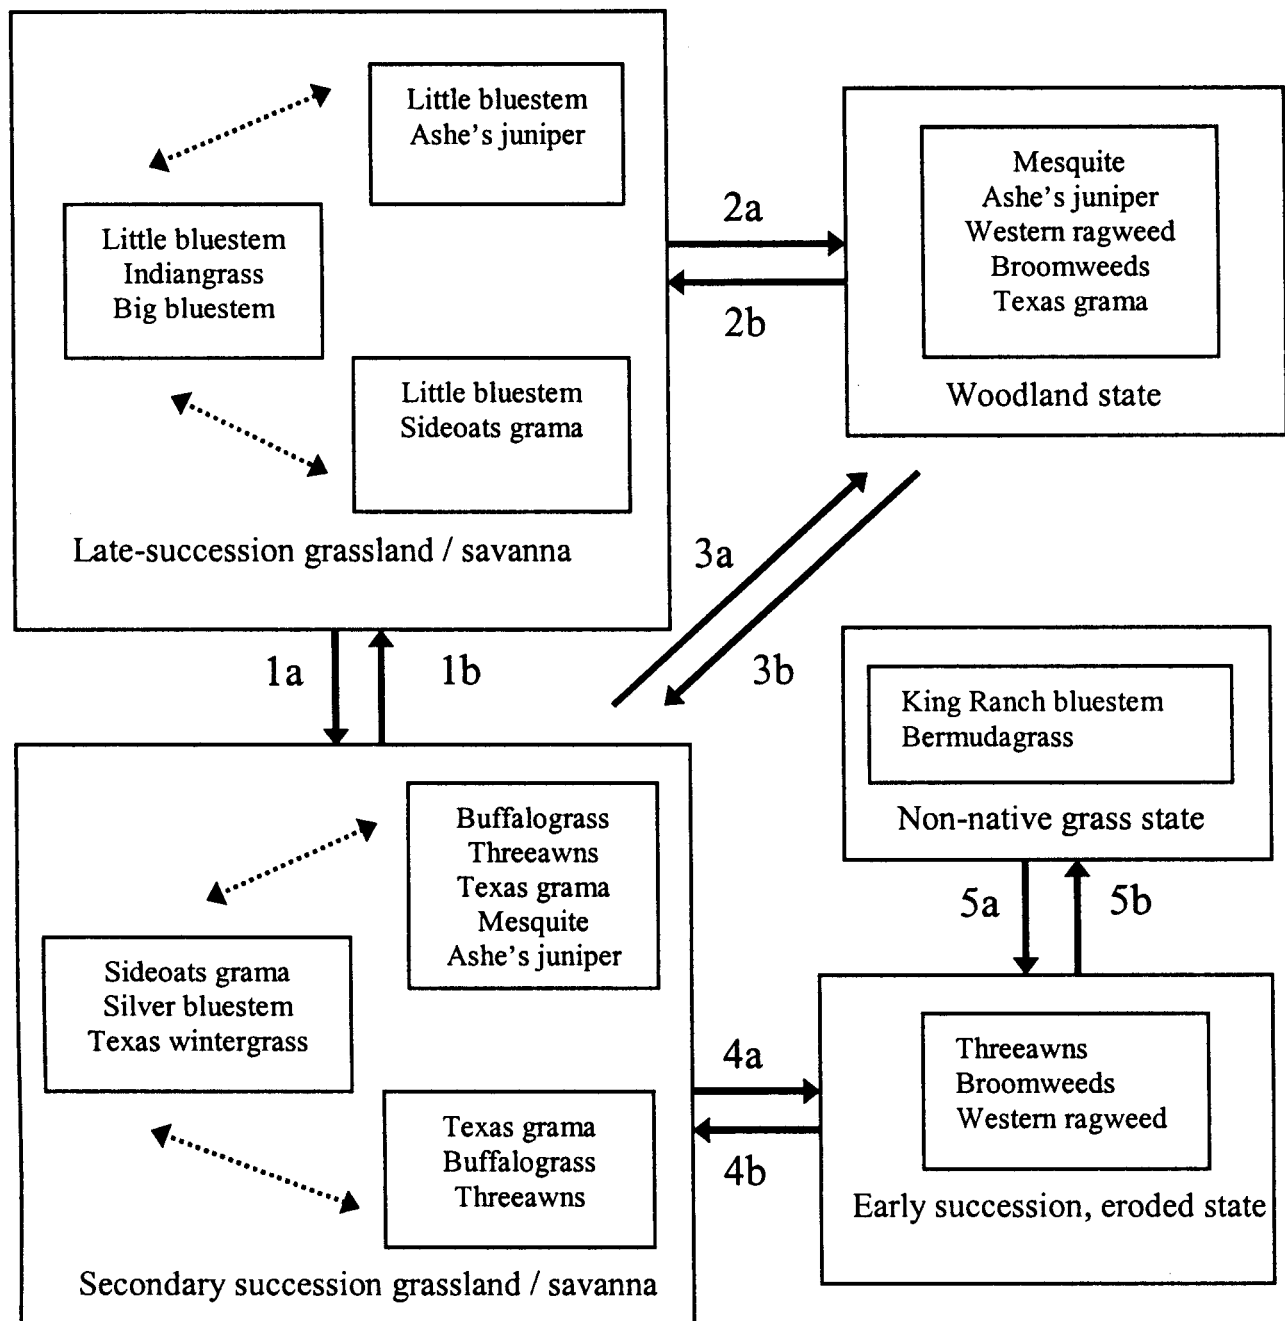 Little bluestem
Ashe's juniper
Little bluestem
Indiangrass
Big bluestem
Little bluestem
Sideoats grama
Late-succession grassland / savanna
2a
2b
Mesquite
Ashe's juniper
Western ragweed
Broomweeds
Texas grama
Woodland state
3a
3b
1a
1b
King Ranch bluestem
Bermudagrass
Non-native grass state
5a
5b
Buffalograss
Threeawns
Texas grama
Mesquite
Ashe's juniper
Sideoats grama
Silver bluestem
Texas wintergrass
Texas grama
Buffalograss
Threeawns
Secondary succession grassland / savanna
4a
4b
Threeawns
Broomweeds
Western ragweed
Early succession, eroded state